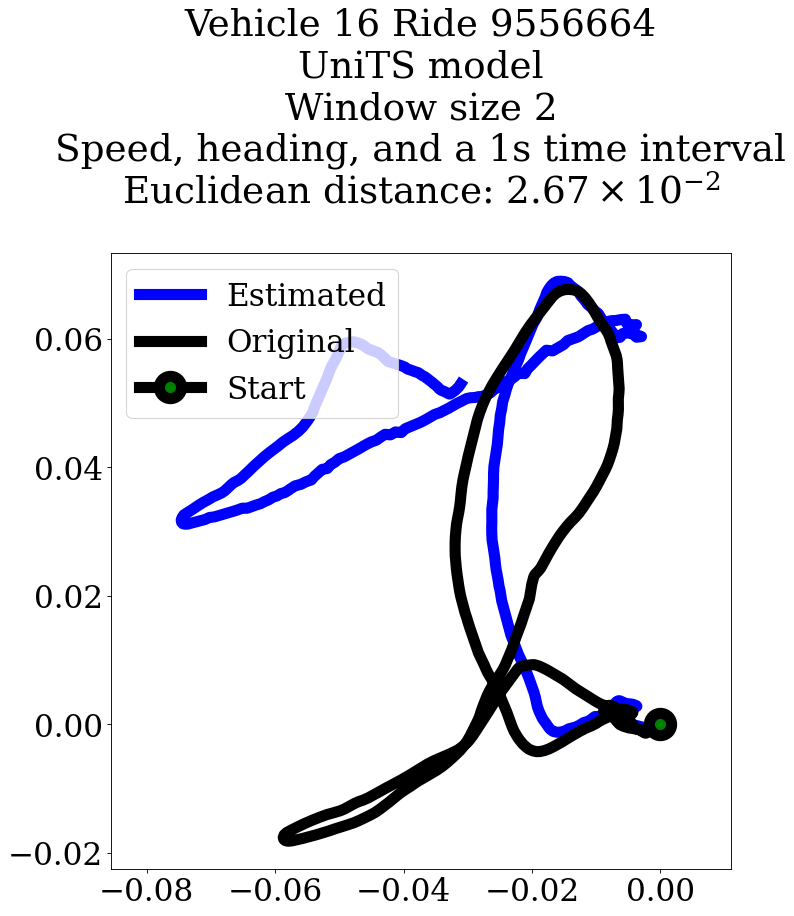 Vehicle 16 Ride 9556664
UniTS model
Window size 2
Speed, heading, and a 1s time interval
Euclidean distance: 2.67 × 10⁻²
Estimated
Original
Start
0.06
0.04
0.02
0.00
−0.02
−0.08 −0.06 −0.04 −0.02 0.00